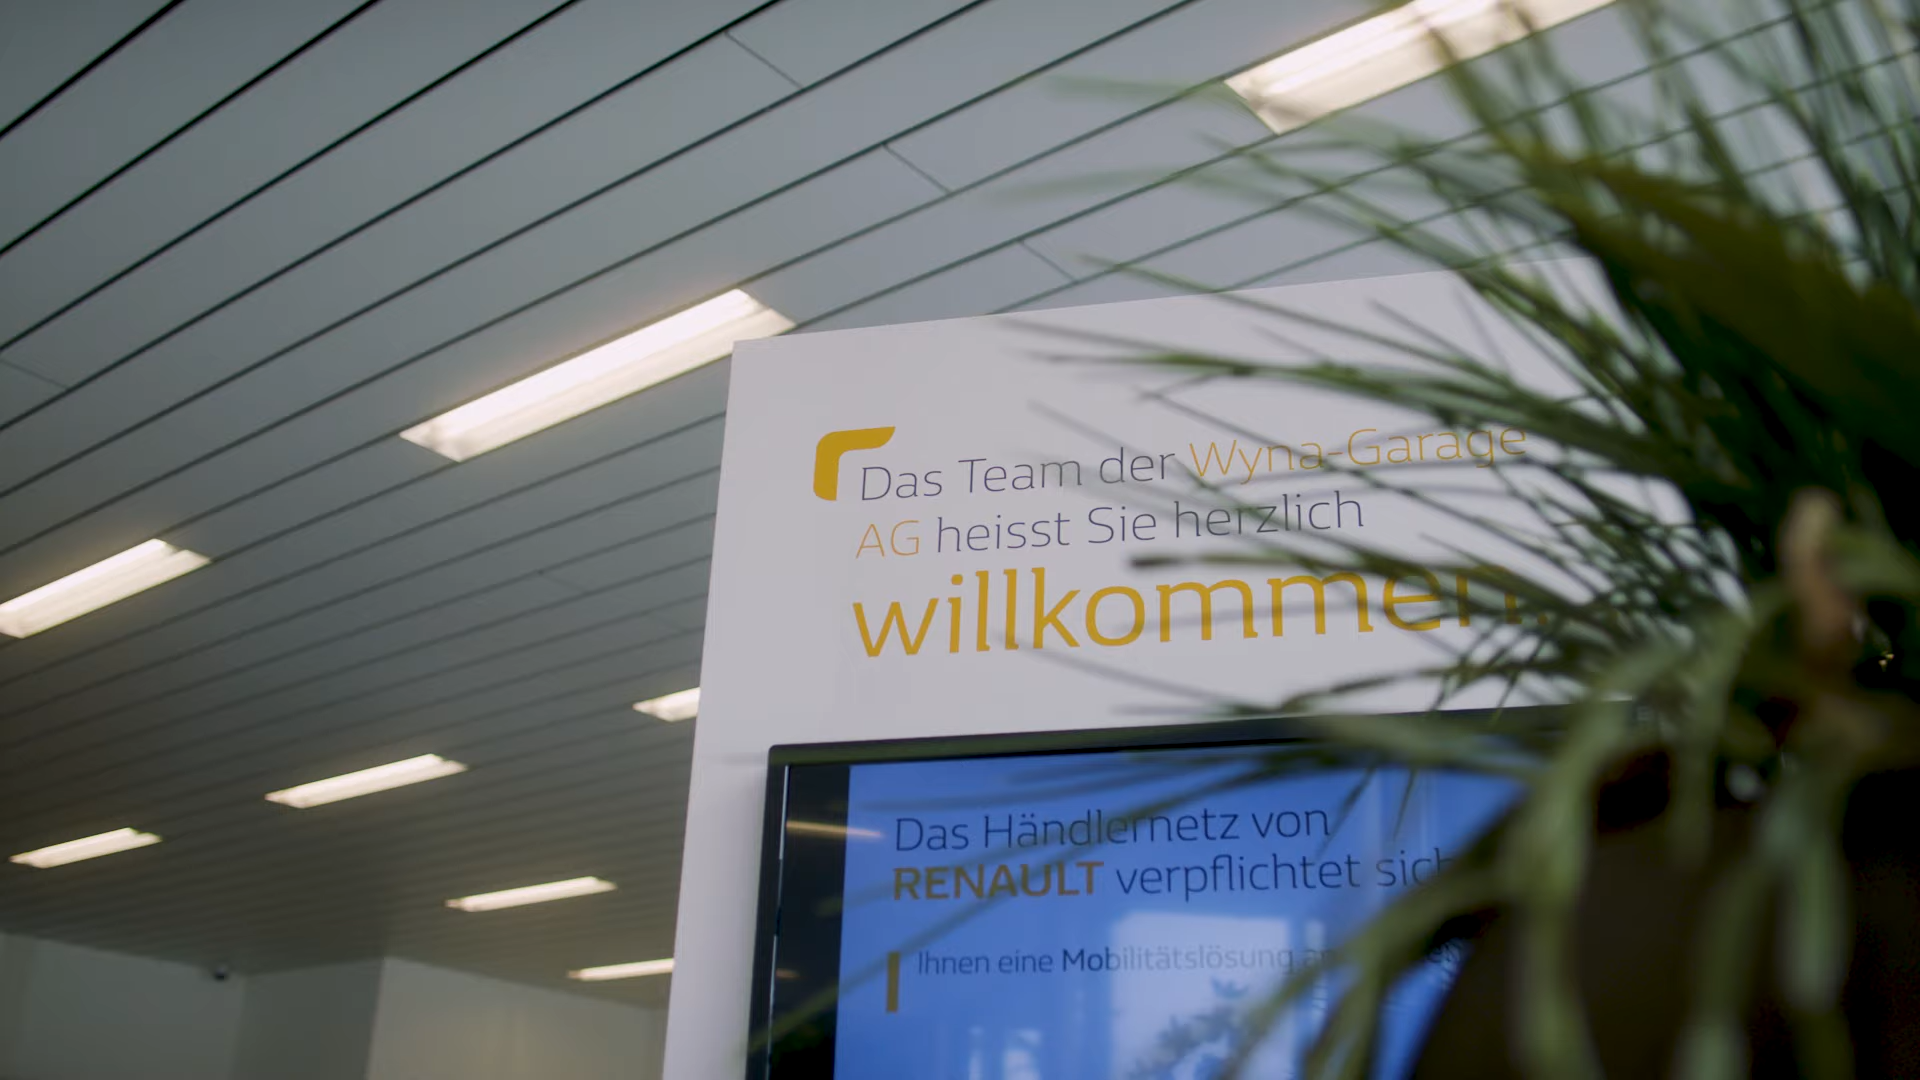 Das Team der Wyna-Garage
AG heisst Sie herzlich
willkommen.
Das Händlernetz von
RENAULT verpflichtet sich
Ihnen eine Mobilitätslösung